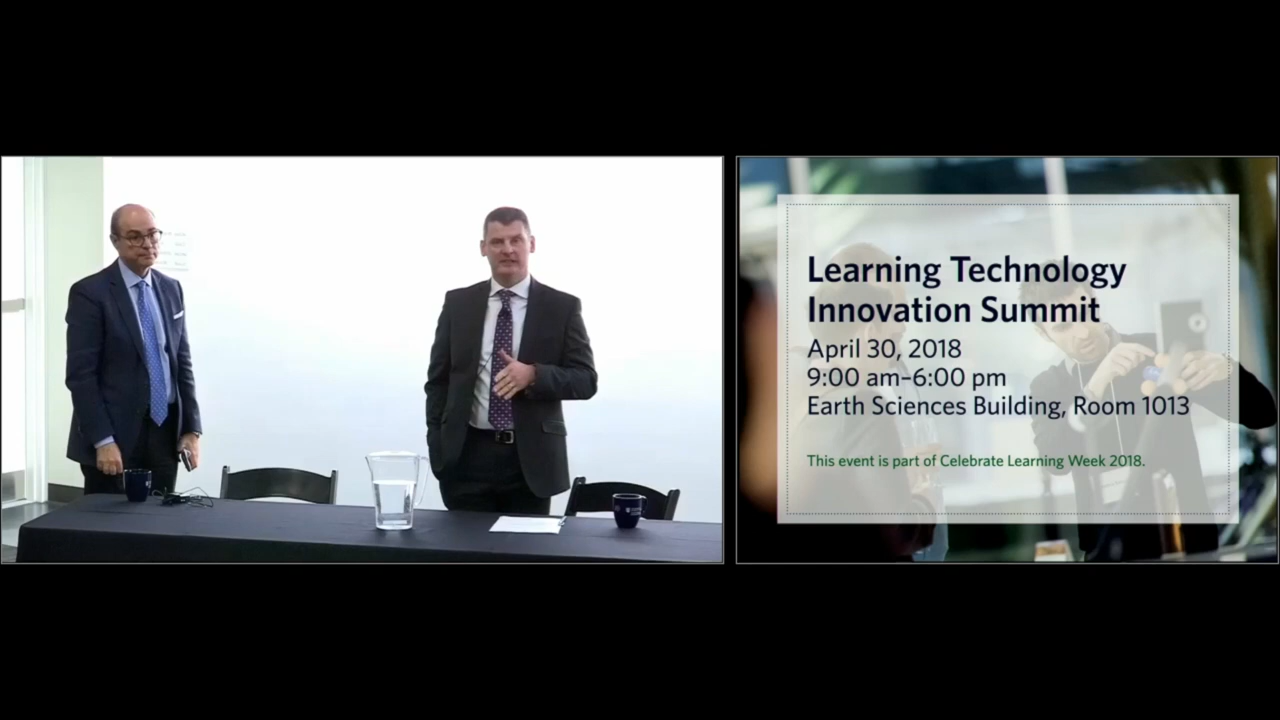 Learning Technology
Innovation Summit
April 30, 2018
9:00 am–6:00 pm
Earth Sciences Building, Room 1013
This event is part of Celebrate Learning Week 2018.